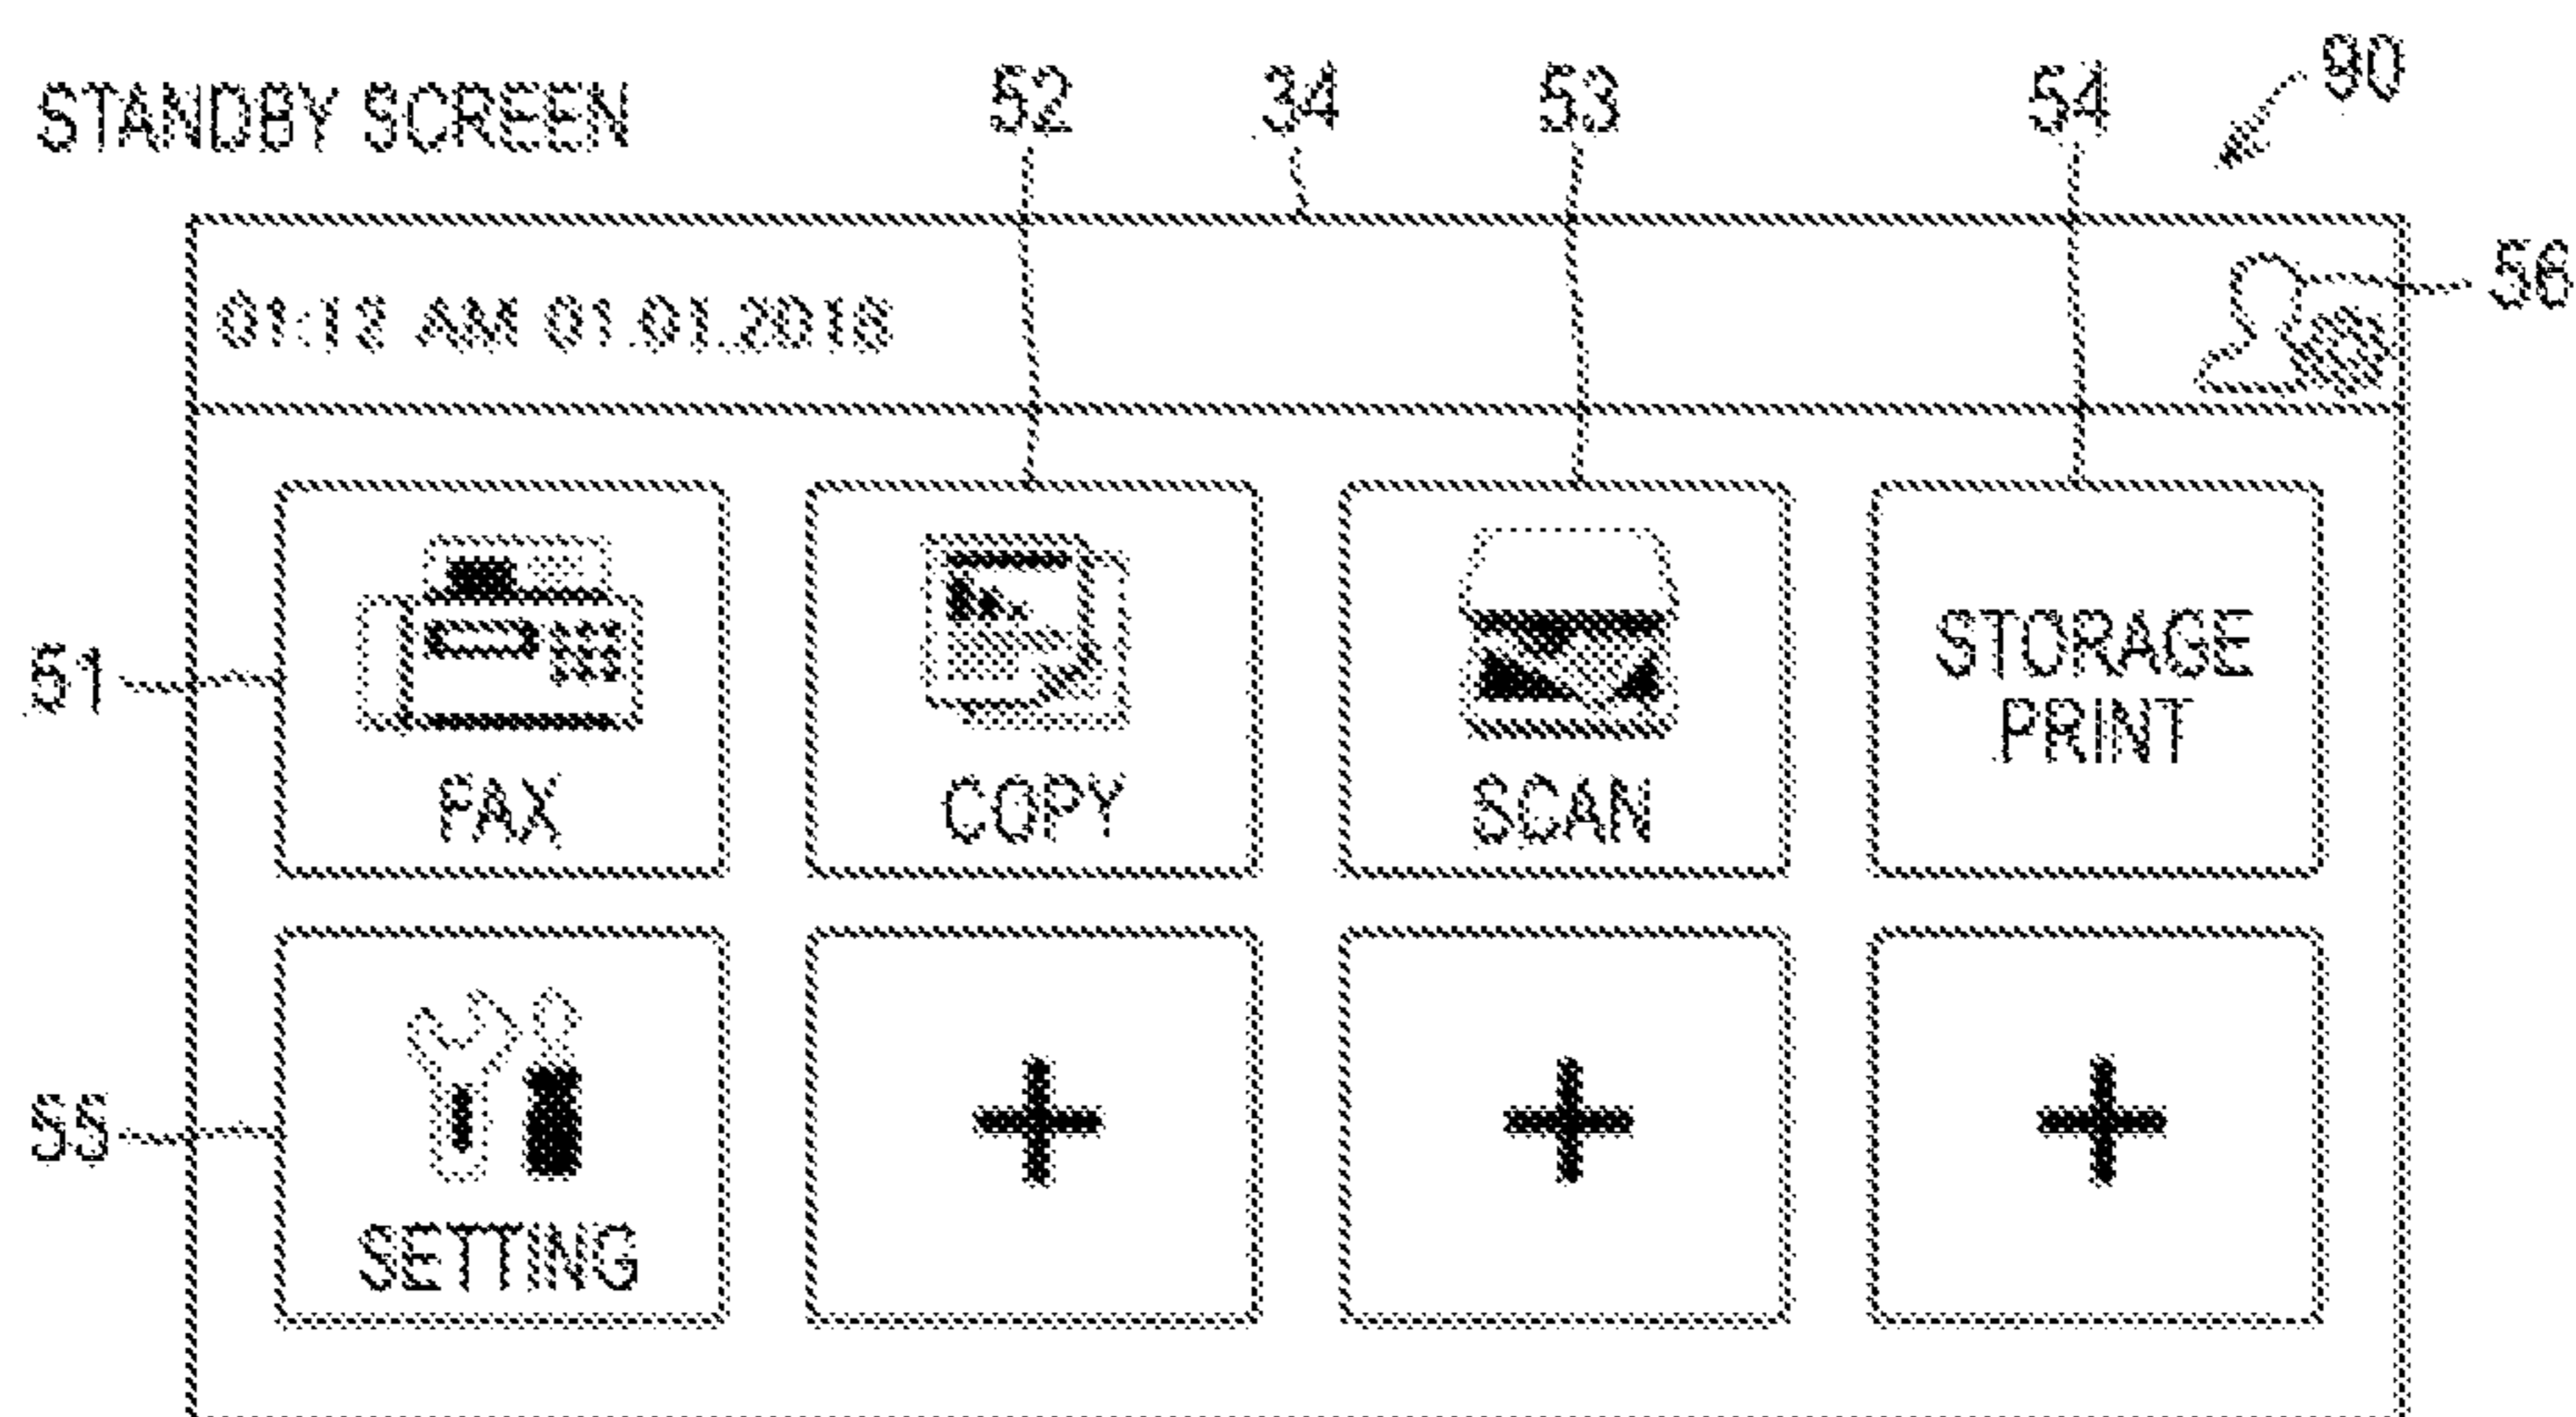 STANDBY SCREEN
52 34 53 54 90
56
01:12 AM 01.01.2016
51
FAX COPY SCAN STORAGE PRINT
55
SETTING